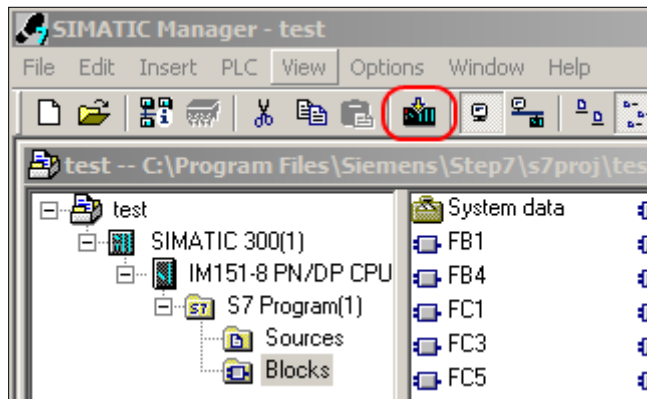 SIMATIC Manager - test
File Edit Insert PLC View Options Window Help
test -- C:\Program Files\Siemens\Step7\s7proj\tes
test
SIMATIC 300(1)
IM151-8 PN/DP CPU
S7 Program(1)
Sources
Blocks
System data
FB1
FB4
FC1
FC3
FC5